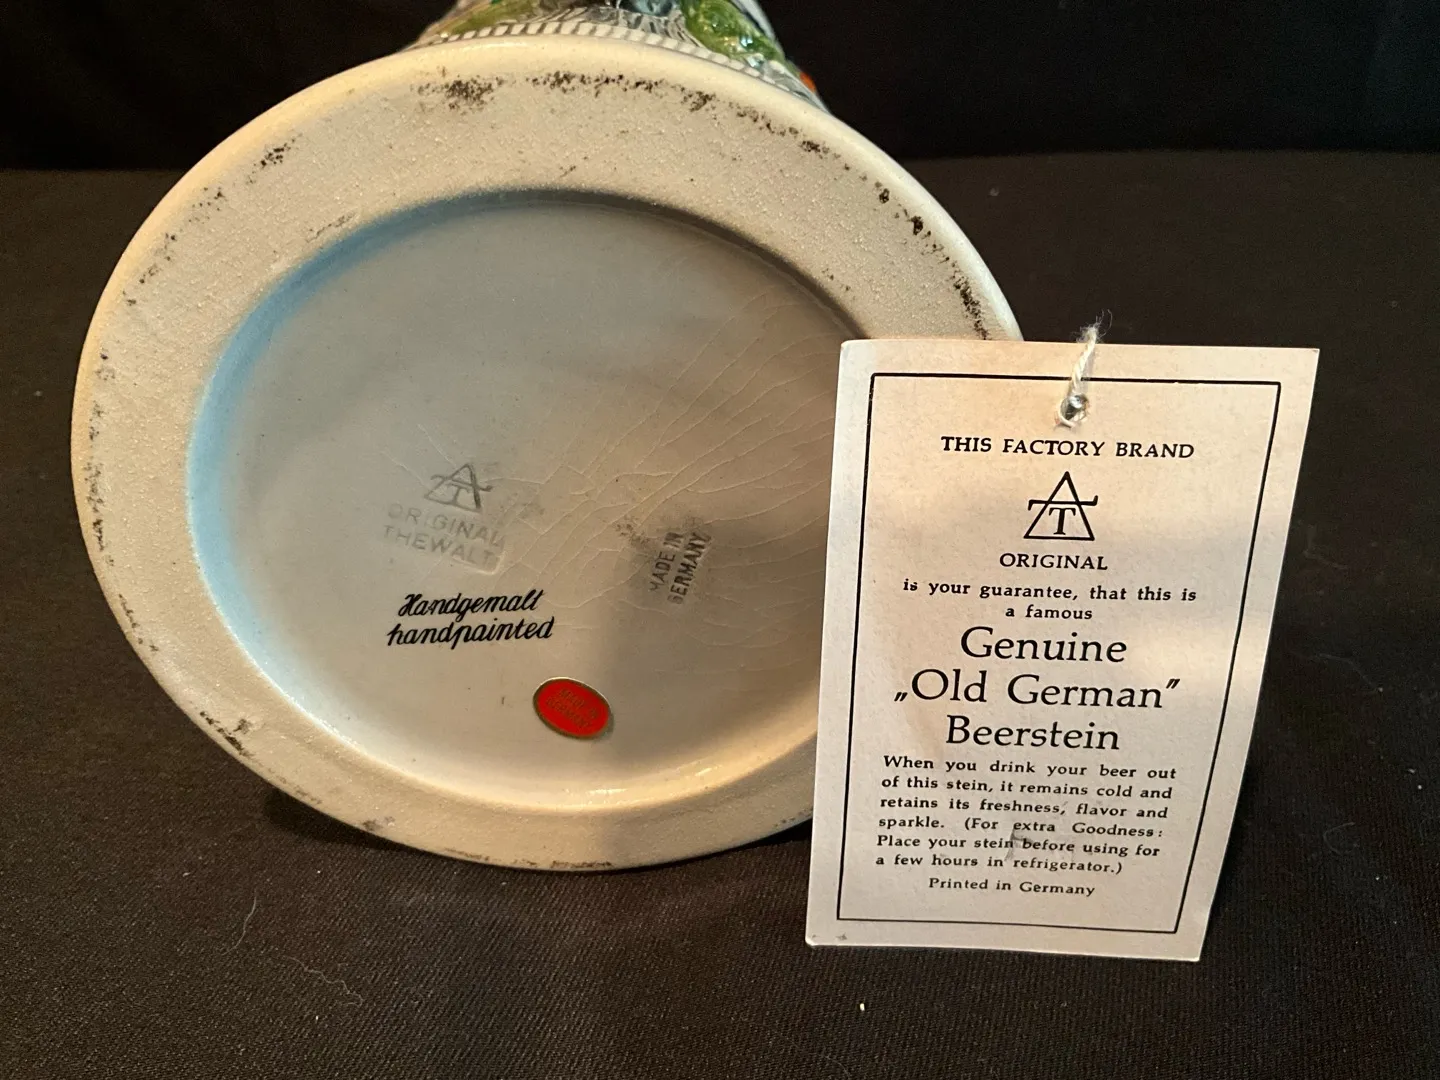 AT
ORIGINAL
THEWALT
MADE IN
GERMANY
Handgemalt
handpainted
THIS FACTORY BRAND
AT
ORIGINAL
is your guarantee, that this is
a famous
Genuine
„Old German”
Beerstein
When you drink your beer out
of this stein, it remains cold and
retains its freshness, flavor and
sparkle. (For extra Goodness:
Place your stein before using for
a few hours in refrigerator.)
Printed in Germany